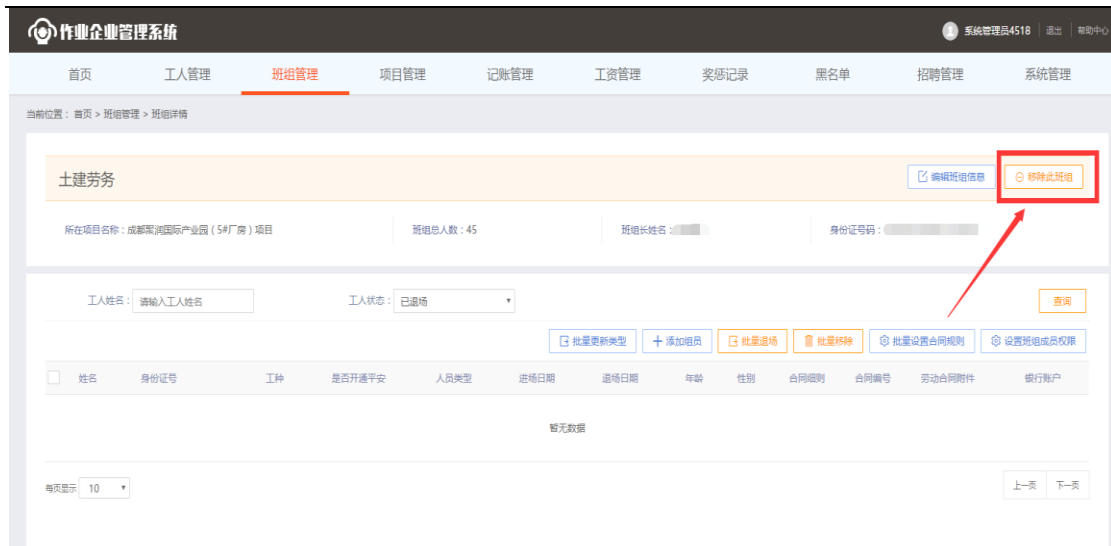 作业企业管理系统 系统管理员4518 退出 帮助中心
首页 工人管理 班组管理 项目管理 记账管理 工资管理 奖惩记录 黑名单 招聘管理 系统管理
当前位置：首页 > 班组管理 > 班组详情
土建劳务 编辑班组信息 移除此班组
所在项目名称：成都聚润国际产业园（5#厂房）项目 班组总人数：45 班组长姓名： 身份证号码：
工人姓名： 请输入工人姓名 工人状态： 已退场 查询
批量更新类型 添加组员 批量退场 批量移除 批量设置合同规则 设置班组成员权限
姓名 身份证号 工种 是否开通平安 人员类型 进场日期 退场日期 年龄 性别 合同细则 合同编号 劳动合同附件 银行账户
暂无数据
每页显示 10 上一页 下一页